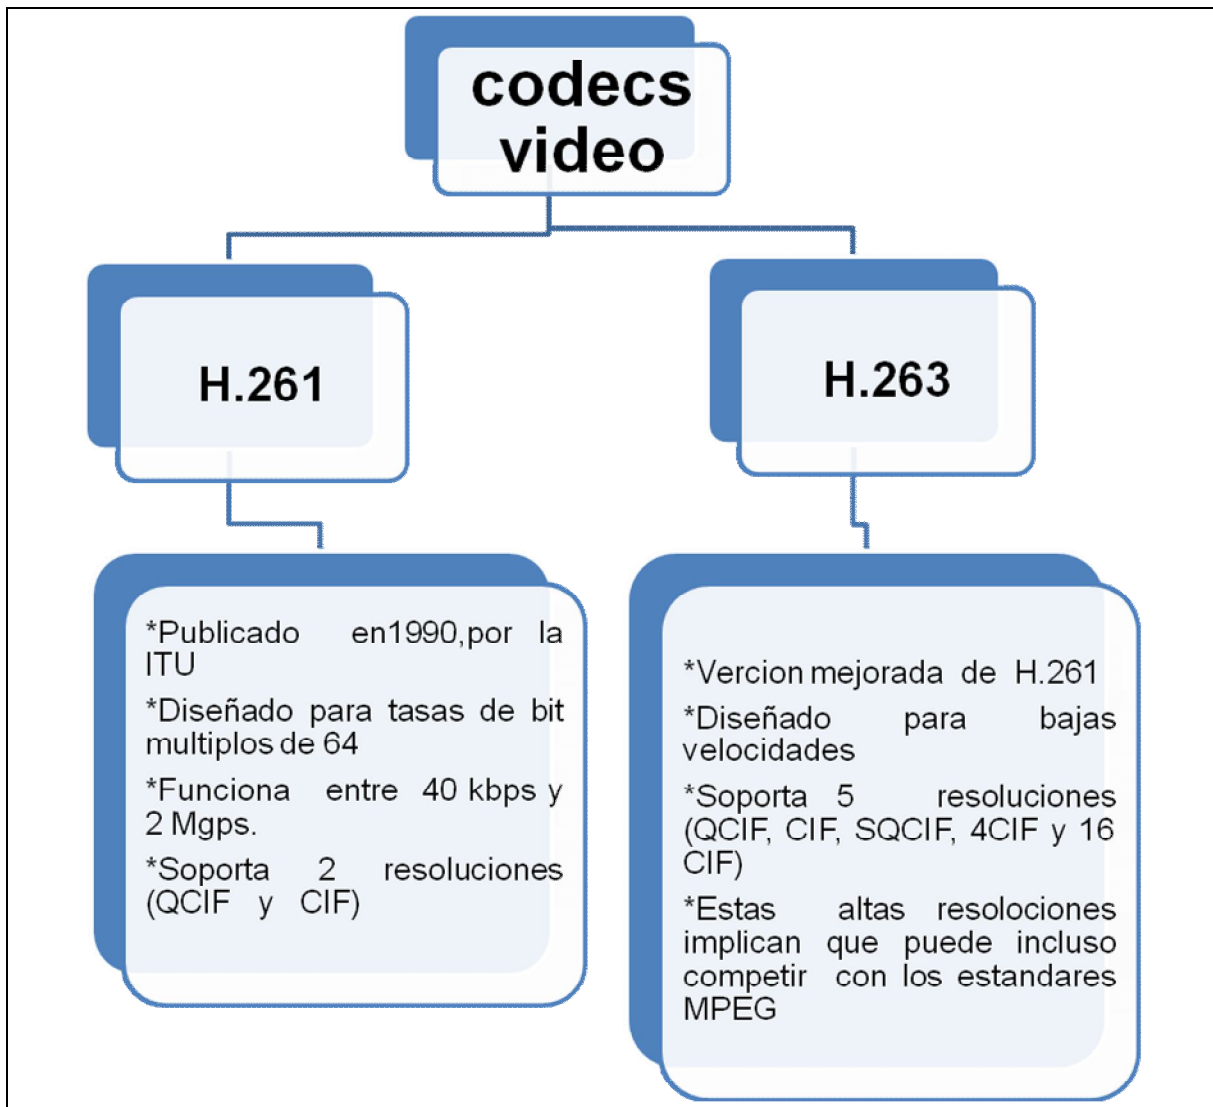 codecs
video
H.261
H.263
*Publicado en1990,por la
ITU
*Diseñado para tasas de bit
multiplos de 64
*Funciona entre 40 kbps y
2 Mgps.
*Soporta 2 resoluciones
(QCIF y CIF)
*Vercion mejorada de H.261
*Diseñado para bajas
velocidades
*Soporta 5 resoluciones
(QCIF, CIF, SQCIF, 4CIF y 16
CIF)
*Estas altas resolociones
implican que puede incluso
competir con los estandares
MPEG